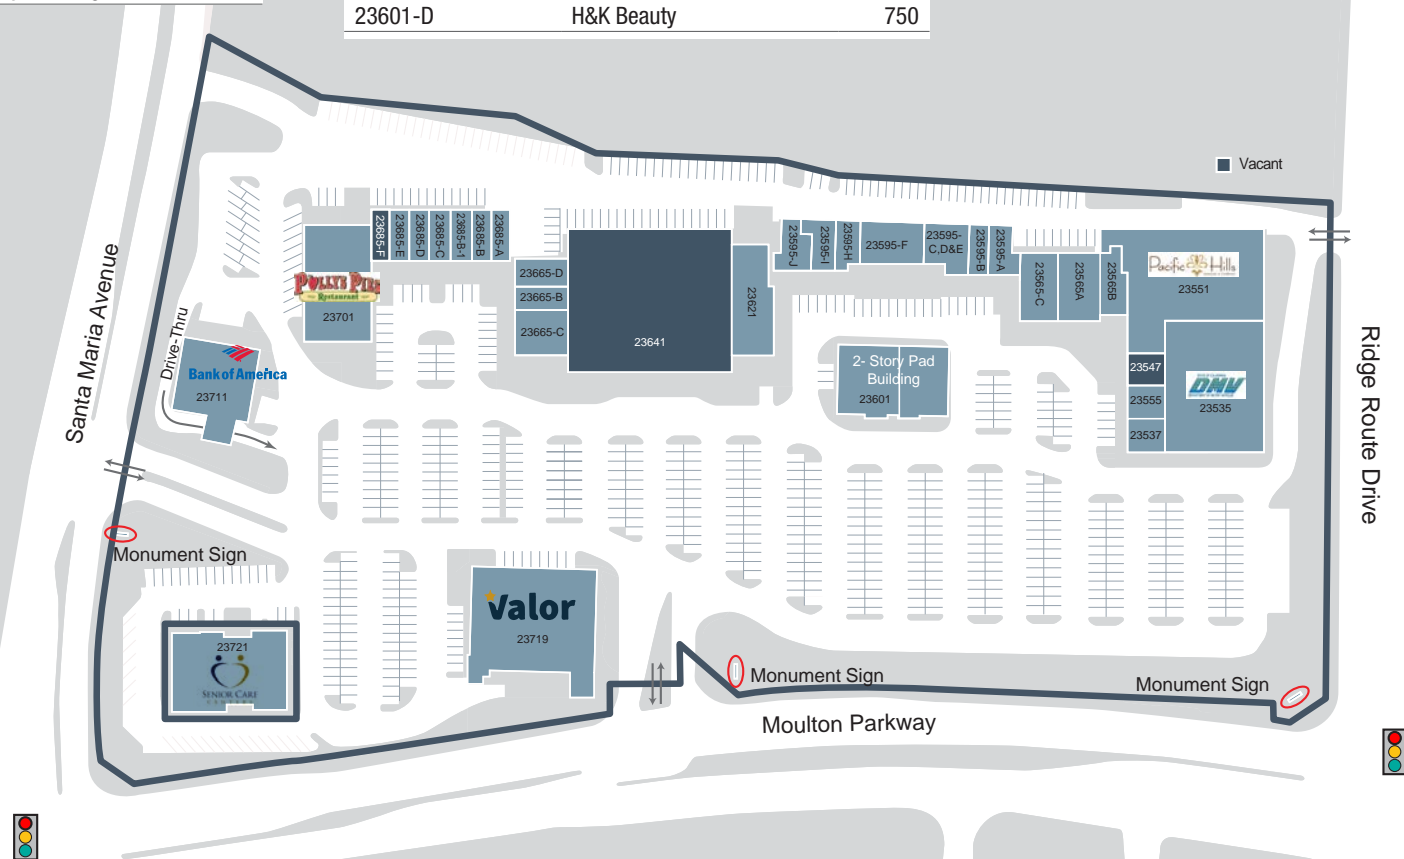 23601-D H&K Beauty 750
Vacant
Santa Maria Avenue
Drive-Thru
Bank of America
23711
POLLY'S PIES
Restaurant
23701
23685-F
23685-E
23685-D
23685-C
23685-B-1
23685-B
23685-A
23665-D
23665-B
23665-C
23641
23621
23595-J
23595-I
23595-H
23595-F
23595-
C,D&E
23595-B
23595-A
23565-C
23565A
23565B
Pacific Hills
23551
2- Story Pad
Building
23601
23547
23555
23537
DMV
23535
Ridge Route Drive
Monument Sign
23721
SENIOR CARE
CENTERS
Valor
23719
Monument Sign
Monument Sign
Moulton Parkway